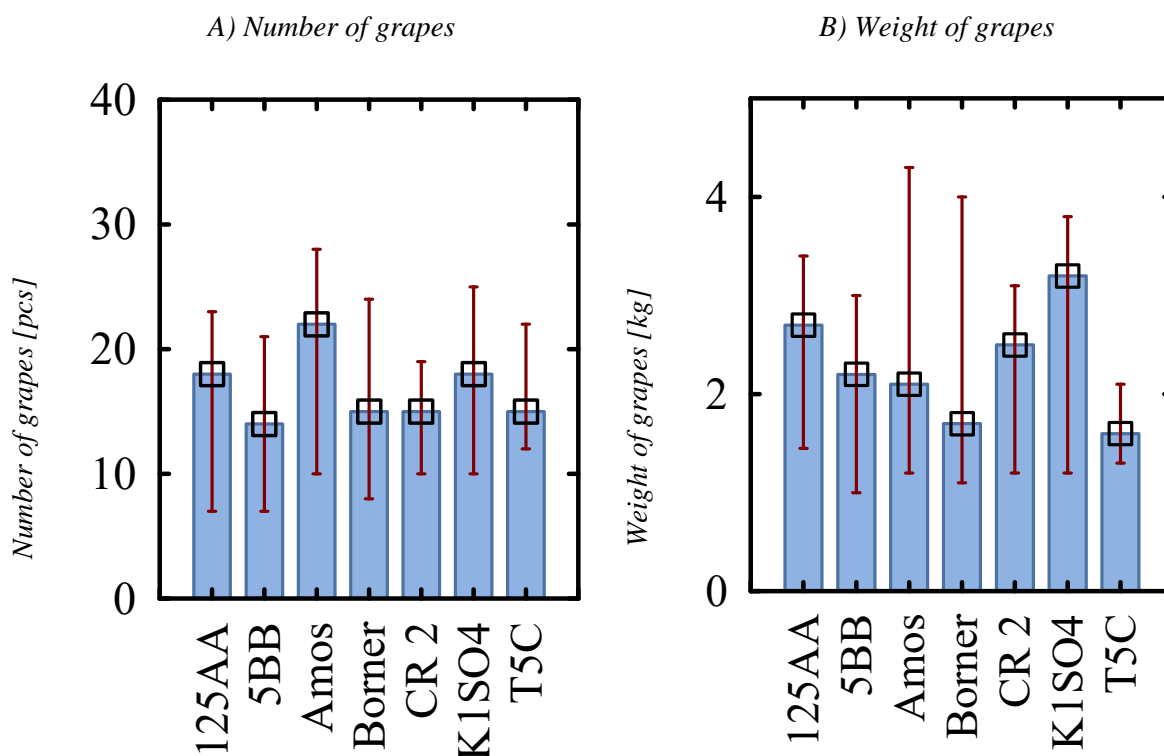 A) Number of grapes
B) Weight of grapes
Number of grapes [pcs]
40
30
20
10
0
125AA
5BB
Amos
Borner
CR 2
K1SO4
T5C
Weight of grapes [kg]
4
2
0
125AA
5BB
Amos
Borner
CR 2
K1SO4
T5C